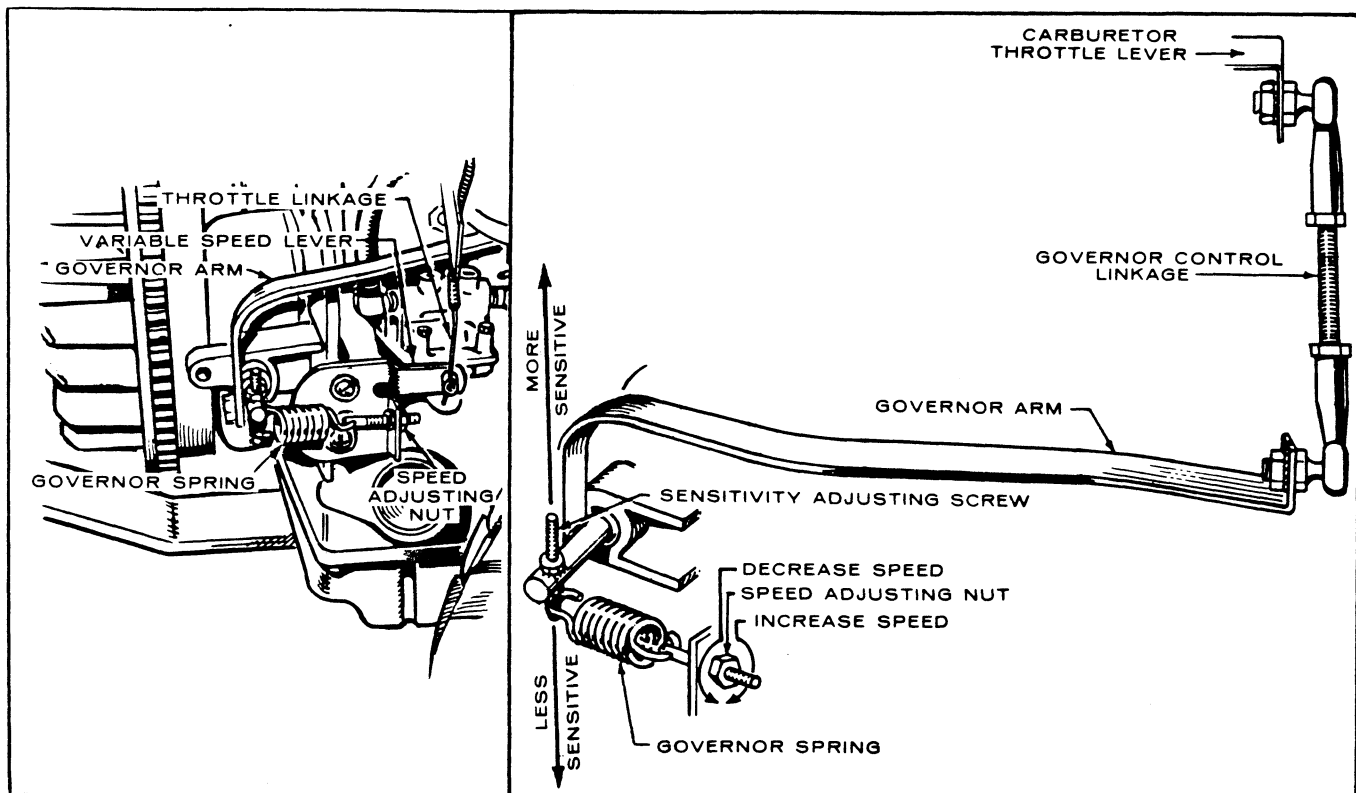 THROTTLE LINKAGE
VARIABLE SPEED LEVER
GOVERNOR ARM
GOVERNOR SPRING
SPEED
ADJUSTING
NUT
CARBURETOR
THROTTLE LEVER
GOVERNOR CONTROL
LINKAGE
MORE
SENSITIVE
GOVERNOR ARM
SENSITIVITY ADJUSTING SCREW
DECREASE SPEED
SPEED ADJUSTING NUT
INCREASE SPEED
LESS
SENSITIVE
GOVERNOR SPRING